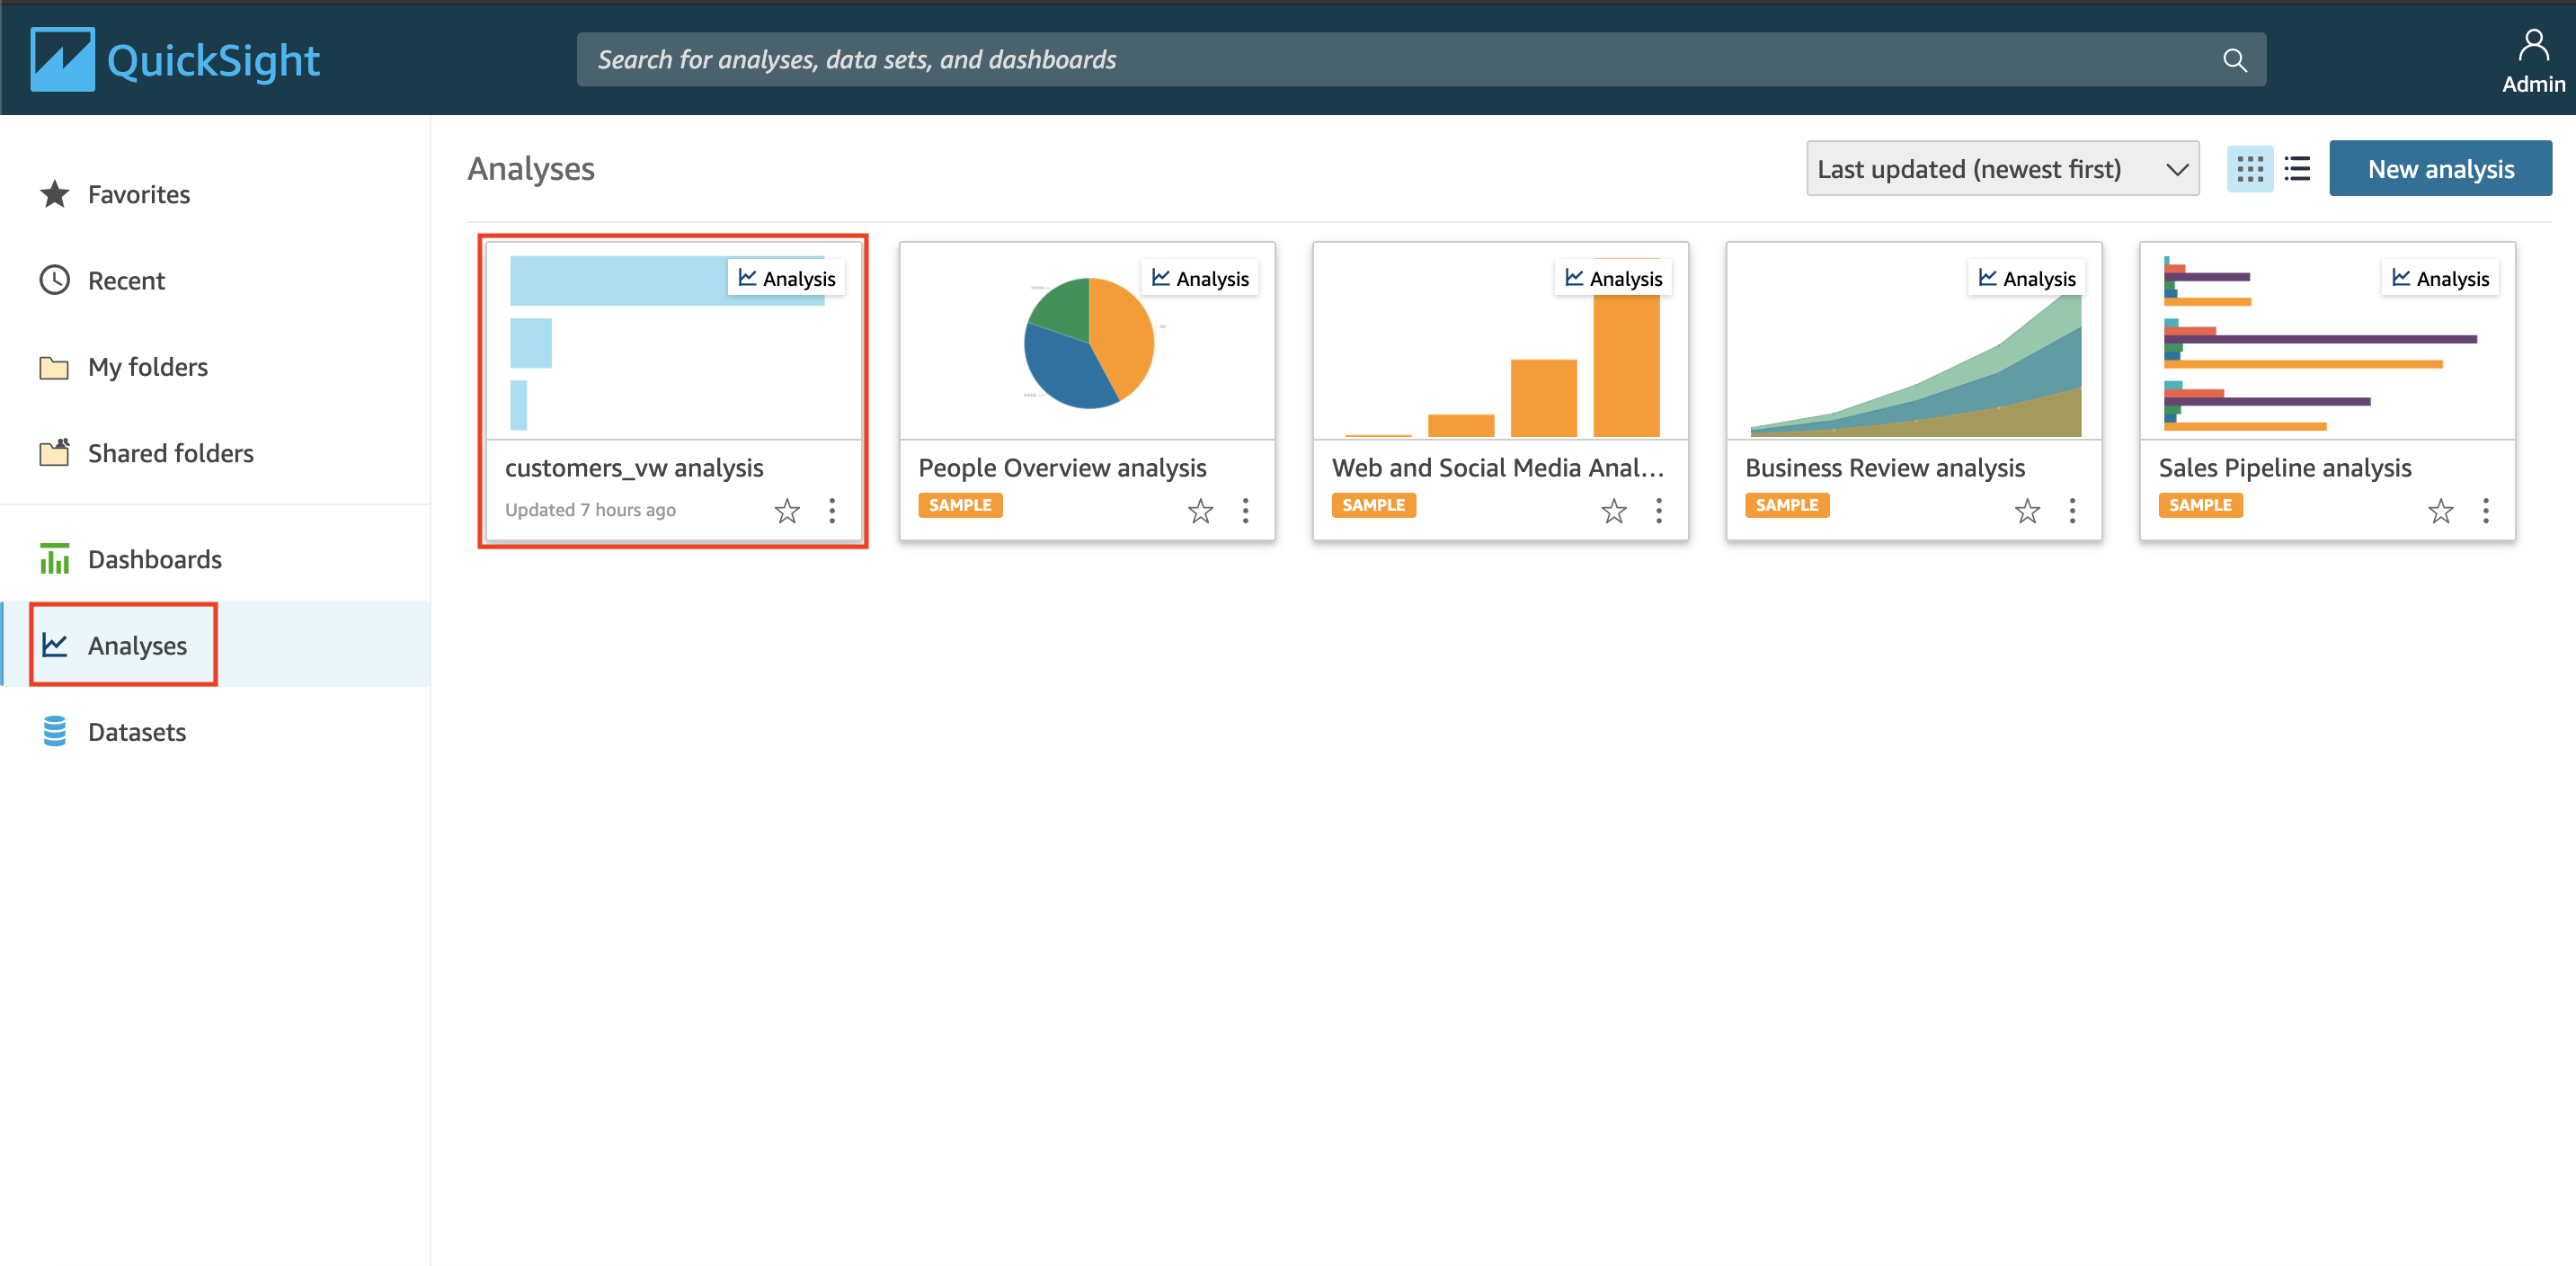 QuickSight
Search for analyses, data sets, and dashboards
Admin
Favorites
Recent
My folders
Shared folders
Dashboards
Analyses
Datasets
Analyses
Last updated (newest first)
New analysis
Analysis
customers_vw analysis
Updated 7 hours ago
Analysis
People Overview analysis
SAMPLE
Analysis
Web and Social Media Anal...
SAMPLE
Analysis
Business Review analysis
SAMPLE
Analysis
Sales Pipeline analysis
SAMPLE